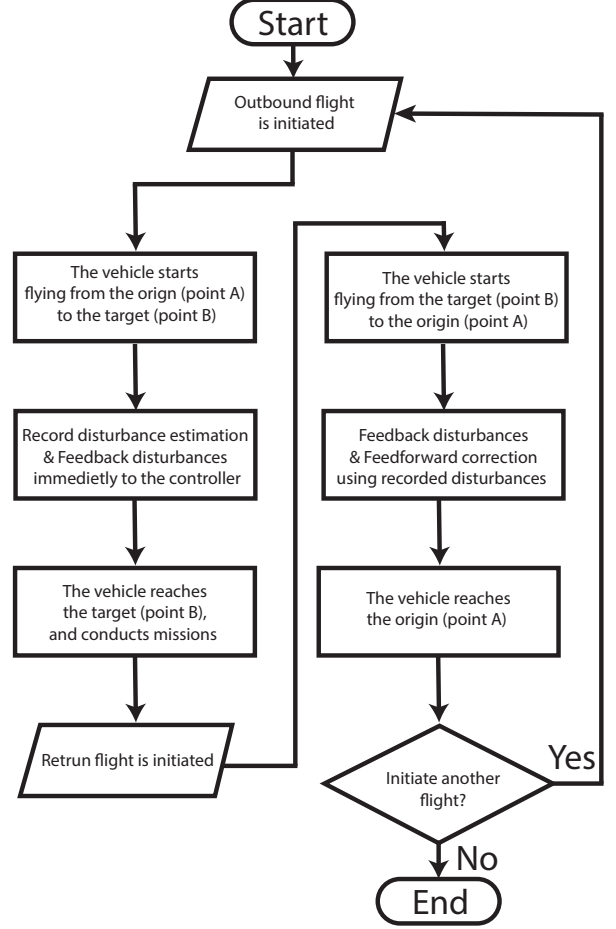 Start
Outbound flight
is initiated
The vehicle starts
flying from the orign (point A)
to the target (point B)
Record disturbance estimation
& Feedback disturbances
immedietly to the controller
The vehicle reaches
the target (point B),
and conducts missions
Retrun flight is initiated
The vehicle starts
flying from the target (point B)
to the origin (point A)
Feedback disturbances
& Feedforward correction
using recorded disturbances
The vehicle reaches
the origin (point A)
Initiate another
flight?
Yes
No
End